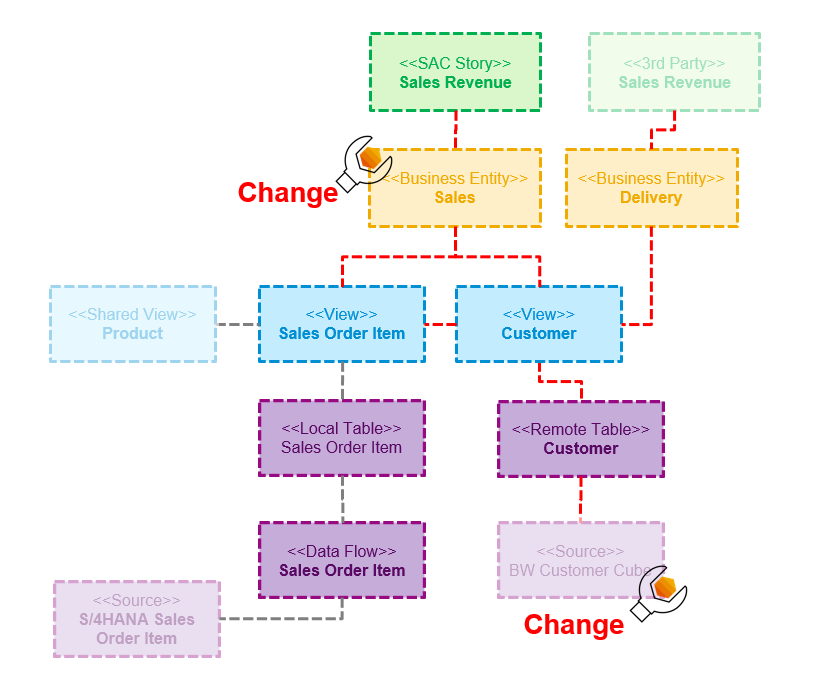 <<SAC Story>>
Sales Revenue
<<3rd Party>>
Sales Revenue
Change
<<Business Entity>>
Sales
<<Business Entity>>
Delivery
<<Shared View>>
Product
<<View>>
Sales Order Item
<<View>>
Customer
<<Local Table>>
Sales Order Item
<<Remote Table>>
Customer
<<Data Flow>>
Sales Order Item
<<Source>>
BW Customer Cube
<<Source>>
S/4HANA Sales
Order Item
Change